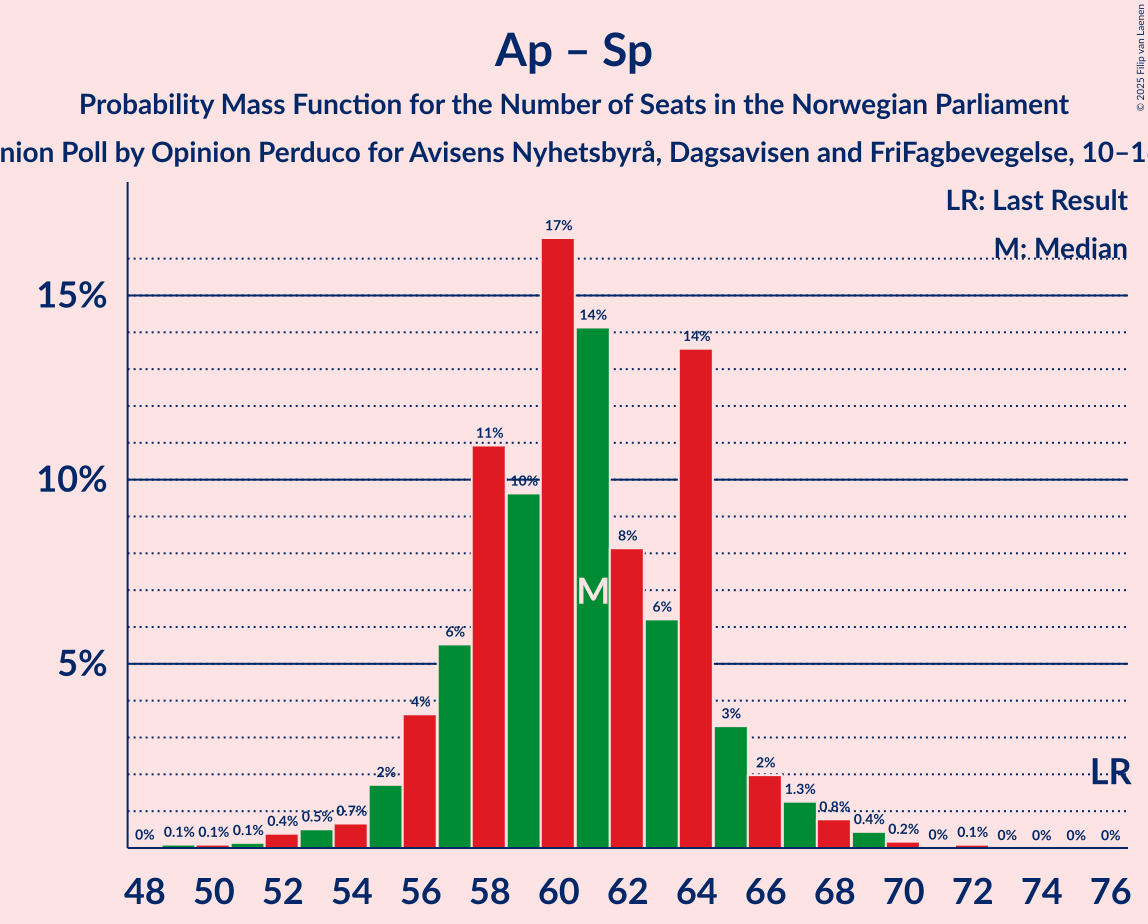 Ap – Sp
Probability Mass Function for the Number of Seats in the Norwegian Parliament
nion Poll by Opinion Perduco for Avisens Nyhetsbyrå, Dagsavisen and FriFagbevegelse, 10–1
© 2025 Filip van Laenen
LR: Last Result
M: Median
15%
10%
5%
0% 0.1% 0.1% 0.1% 0.4% 0.5% 0.7% 2% 4% 6% 11% 10% 17% 14% 8% 6% 14% 3% 2% 1.3% 0.8% 0.4% 0.2% 0% 0.1% 0% 0% 0% 0%
M
LR
48 50 52 54 56 58 60 62 64 66 68 70 72 74 76